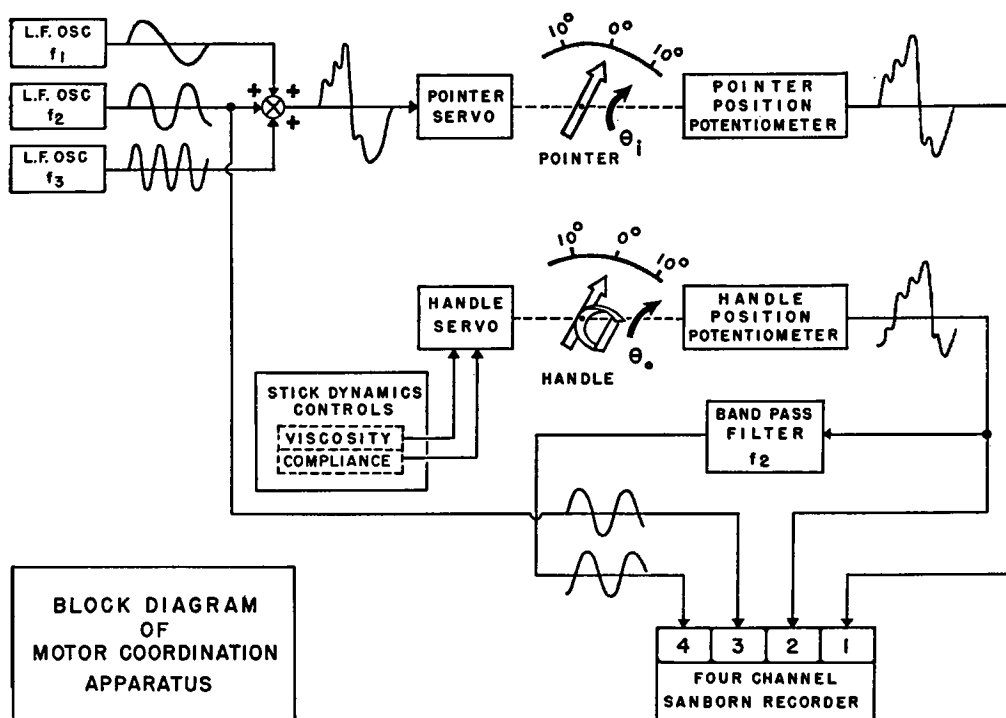 L.F. OSC
f1
L.F. OSC
f2
L.F. OSC
f3
+
+
+
+
POINTER
SERVO
10°
0°
10°
θi
POINTER
POINTER
POSITION
POTENTIOMETER
HANDLE
SERVO
10°
0°
10°
θo
HANDLE
HANDLE
POSITION
POTENTIOMETER
STICK DYNAMICS
CONTROLS
VISCOSITY
COMPLIANCE
BAND PASS
FILTER
f2
BLOCK DIAGRAM
OF
MOTOR COORDINATION
APPARATUS
4 3 2 1
FOUR CHANNEL
SANBORN RECORDER